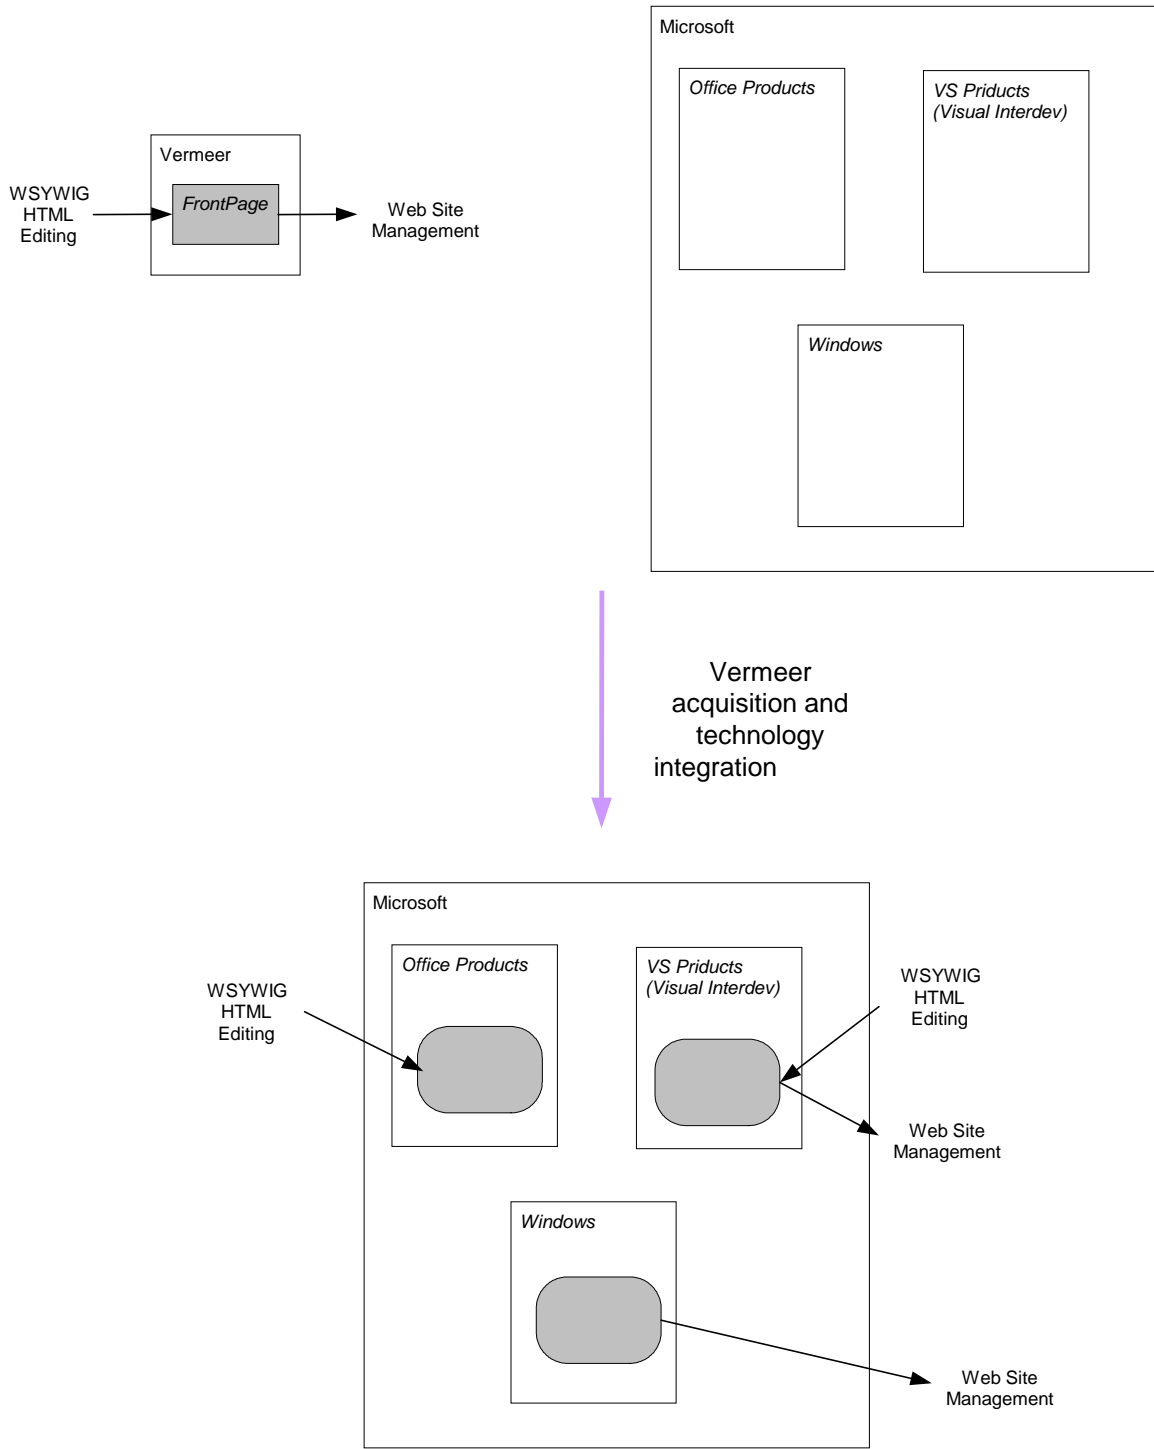 Microsoft
Office Products
VS Priducts
(Visual Interdev)
Vermeer
WSYWIG
HTML
Editing
FrontPage
Web Site
Management
Windows
Vermeer
acquisition and
technology
integration
Microsoft
Office Products
VS Priducts
(Visual Interdev)
WSYWIG
HTML
Editing
WSYWIG
HTML
Editing
Web Site
Management
Windows
Web Site
Management